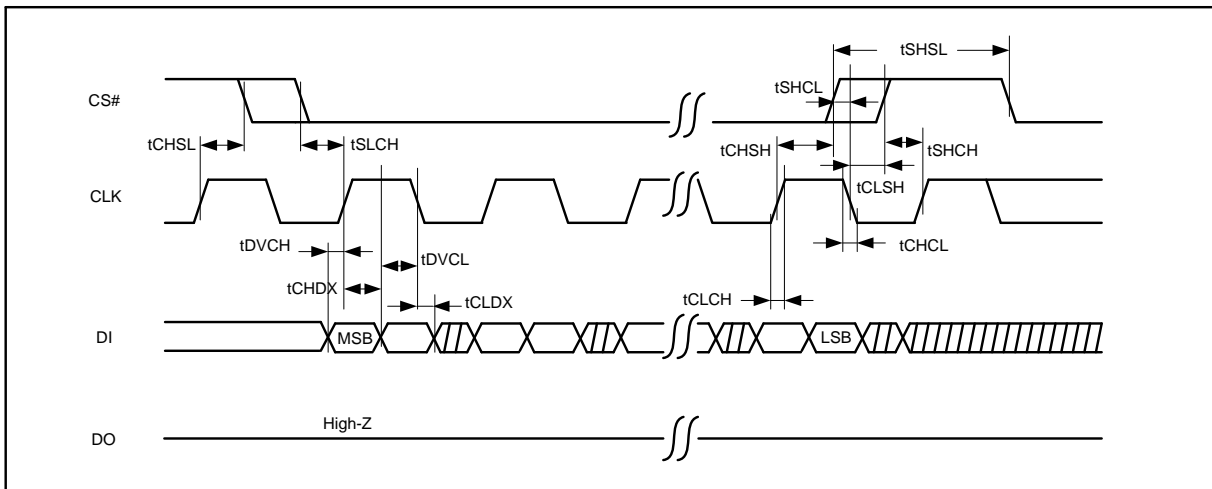 tSHSL
CS#
tSHCL
tCHSL
tSLCH
tCHSH
tSHCH
tCLSH
CLK
tDVCH
tDVCL
tCHCL
tCHDX
tCLDX
tCLCH
DI
MSB
LSB
High-Z
DO